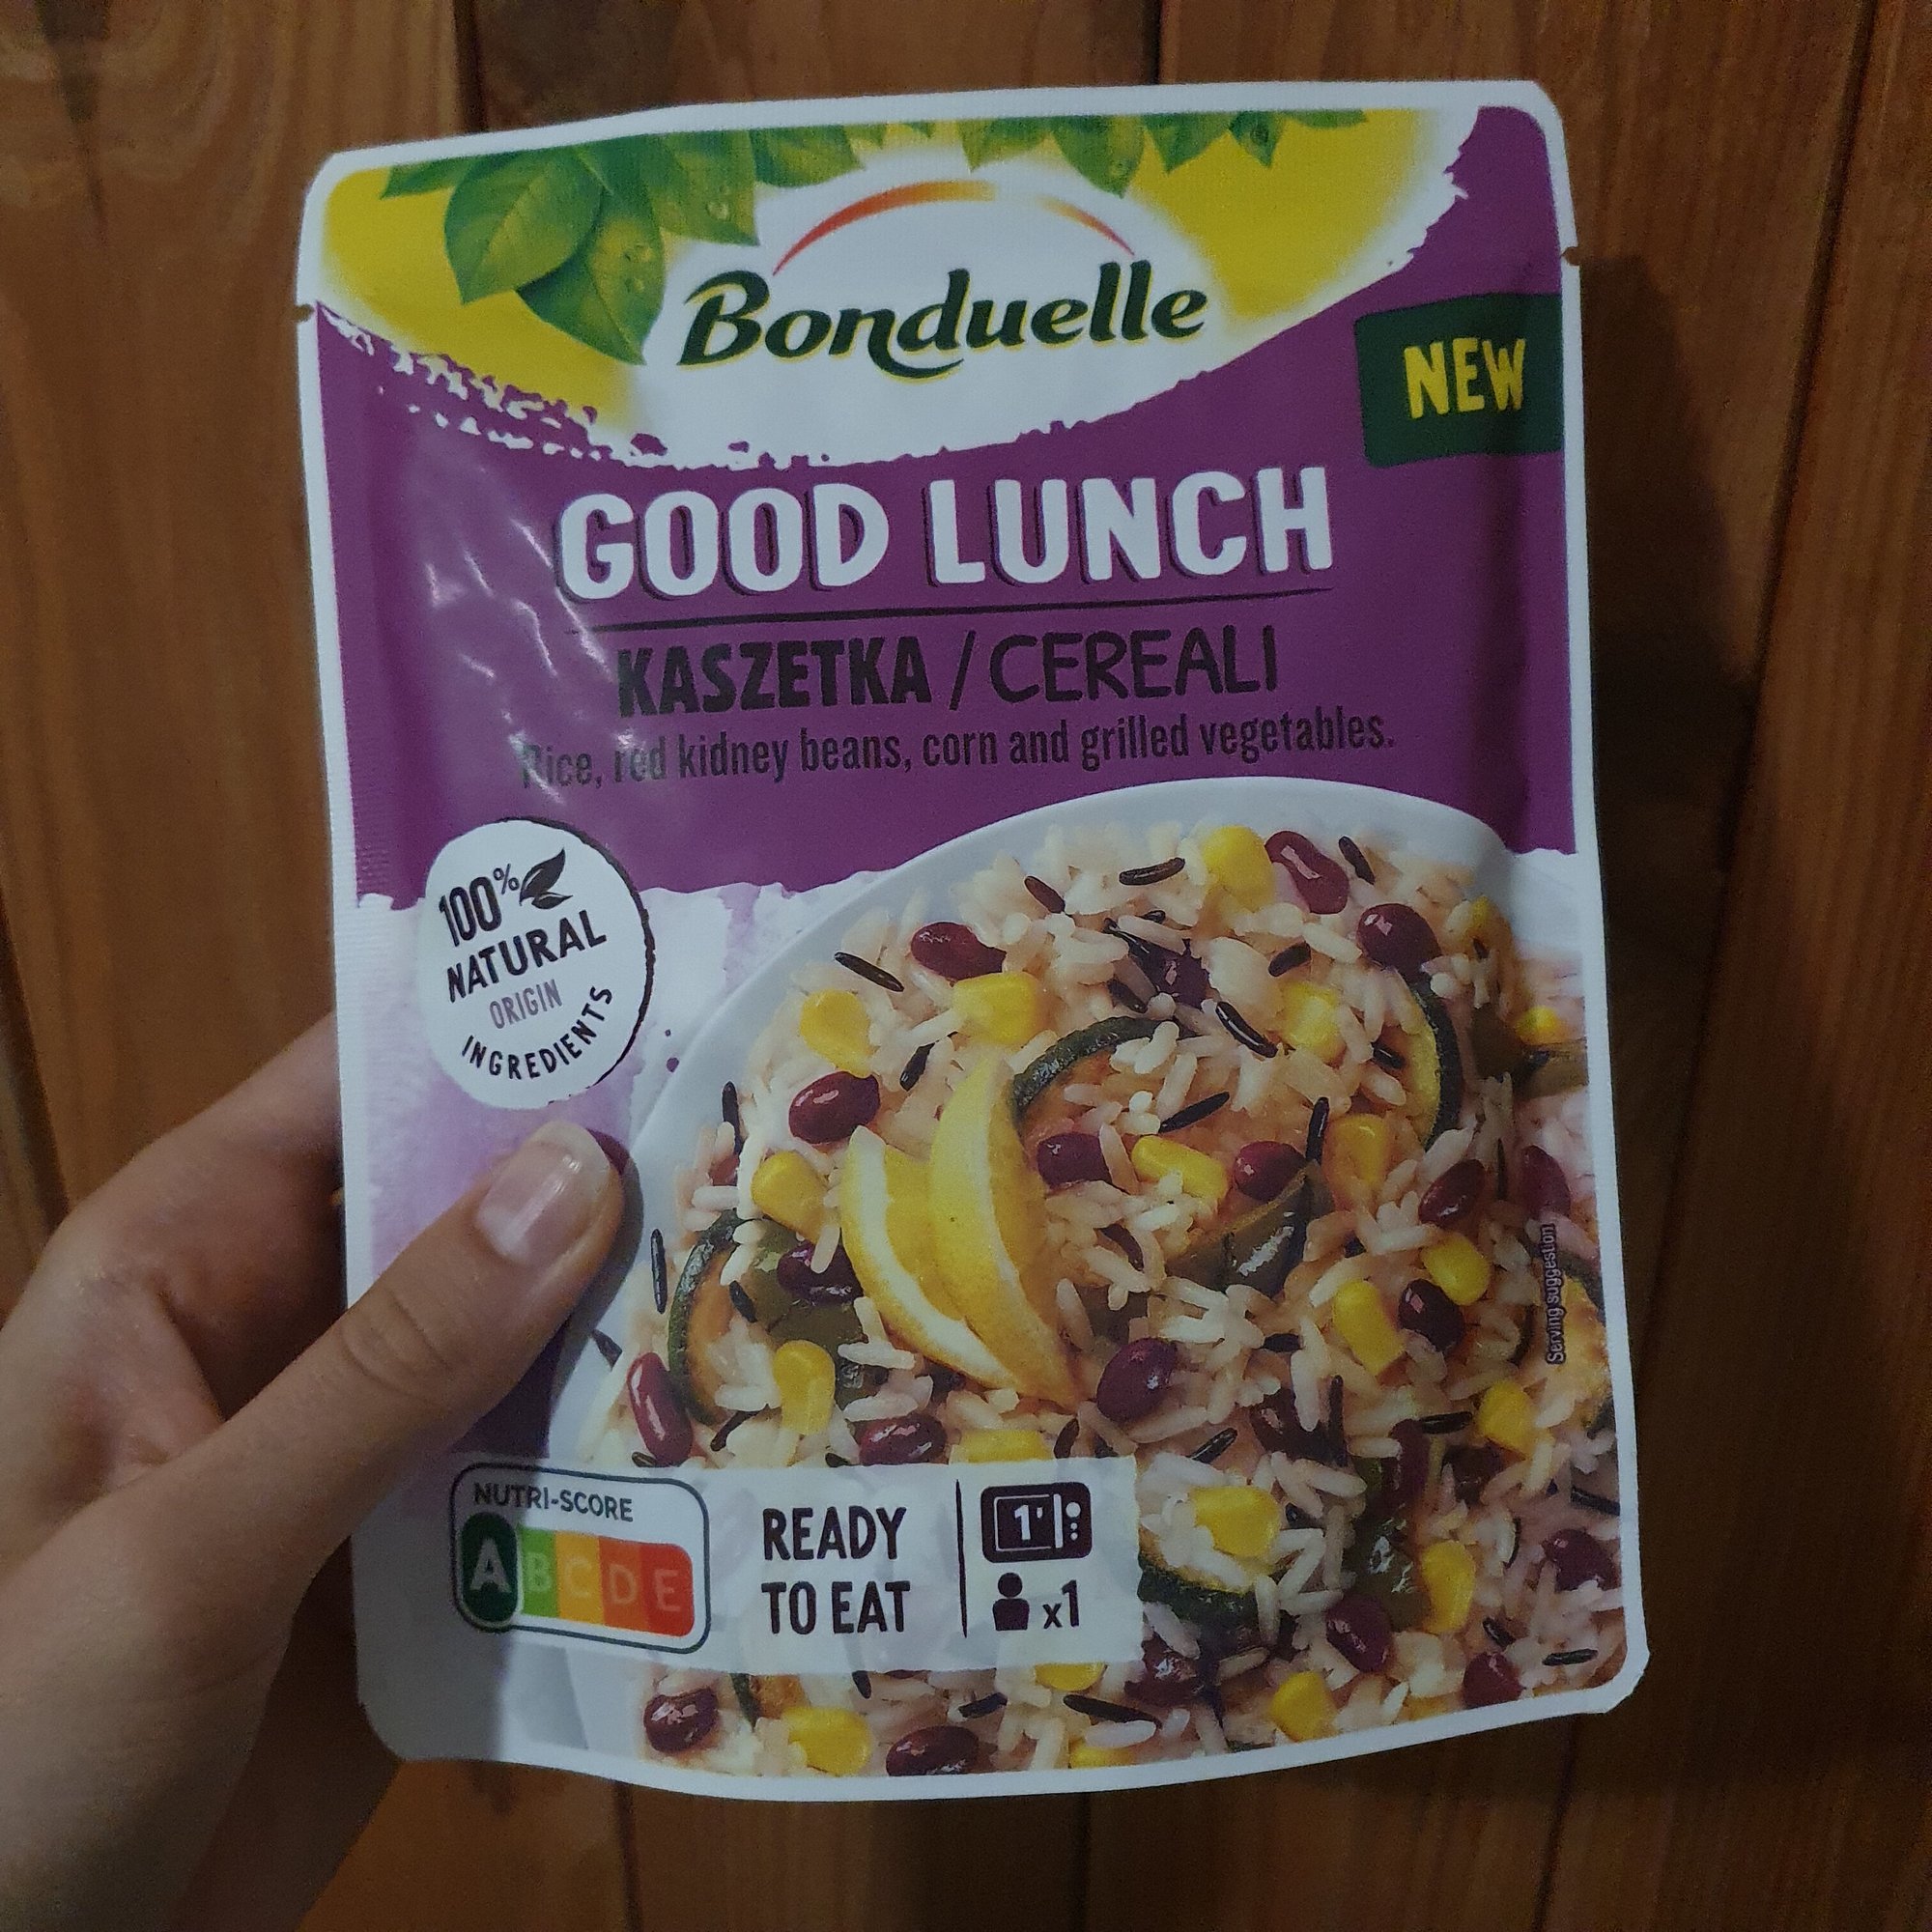 Bonduelle
NEW
GOOD LUNCH
KASZETKA / CEREALI
Rice, red kidney beans, corn and grilled vegetables.
100%
NATURAL
ORIGIN
INGREDIENTS
Serving suggestion
NUTRI-SCORE
A B C D E
READY
TO EAT
1'
x1